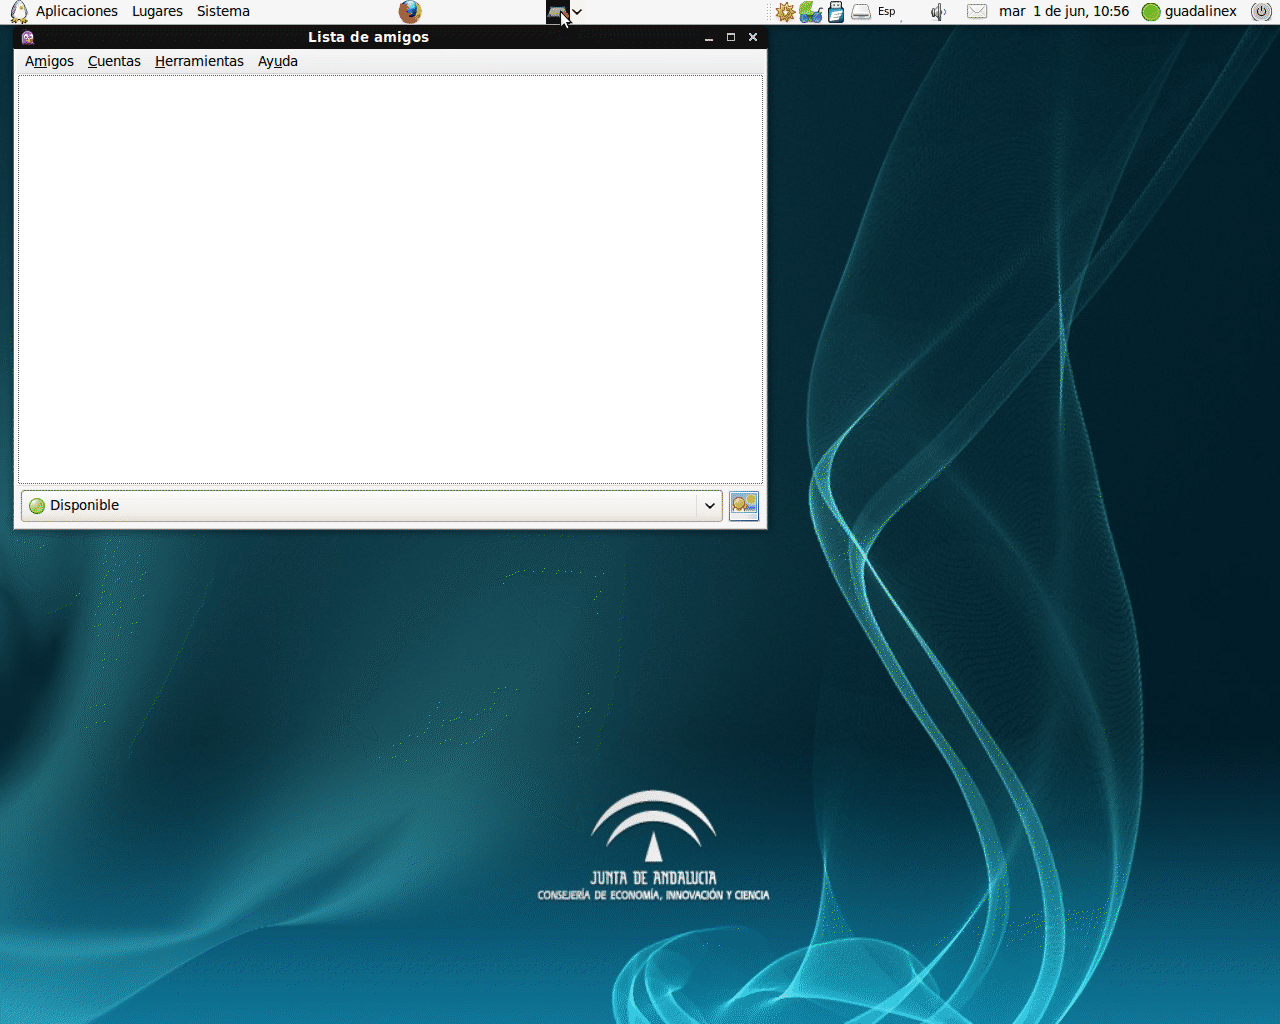 Aplicaciones Lugares Sistema Esp mar 1 de jun, 10:56 guadalinex
Lista de amigos
Amigos Cuentas Herramientas Ayuda
Disponible
JUNTA DE ANDALUCIA
CONSEJERÍA DE ECONOMÍA, INNOVACIÓN Y CIENCIA